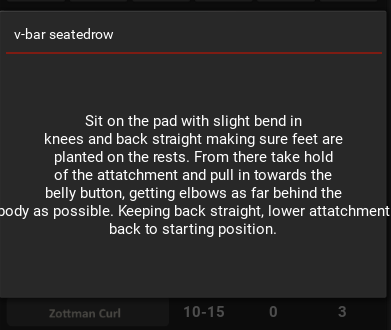 v-bar seatedrow
Sit on the pad with slight bend in
knees and back straight making sure feet are
planted on the rests. From there take hold
of the attatchment and pull in towards the
belly button, getting elbows as far behind the
body as possible. Keeping back straight, lower attatchment
back to starting position.
Zottman Curl 10-15 0 3